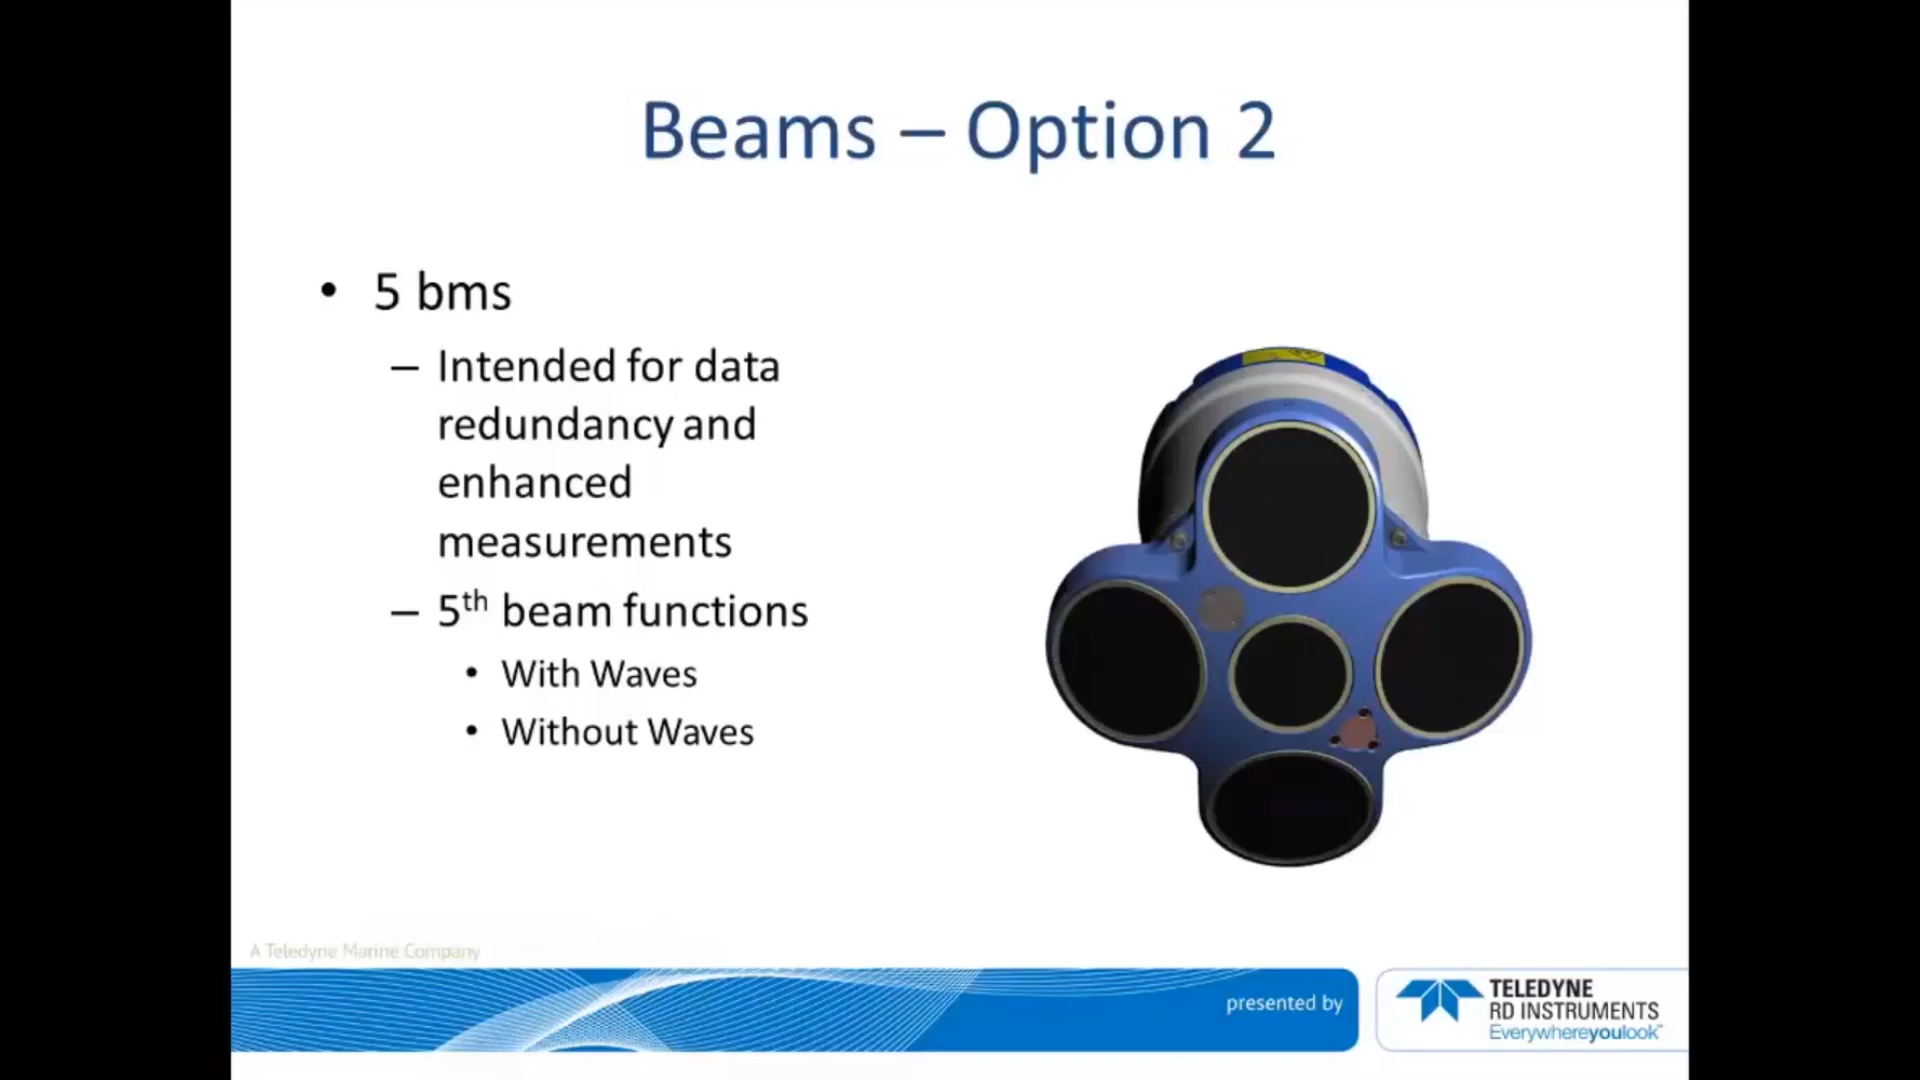 Beams – Option 2
• 5 bms
– Intended for data
redundancy and
enhanced
measurements
– 5th beam functions
• With Waves
• Without Waves
A Teledyne Marine Company
presented by
TELEDYNE
RD INSTRUMENTS
Everywhereyoulook™